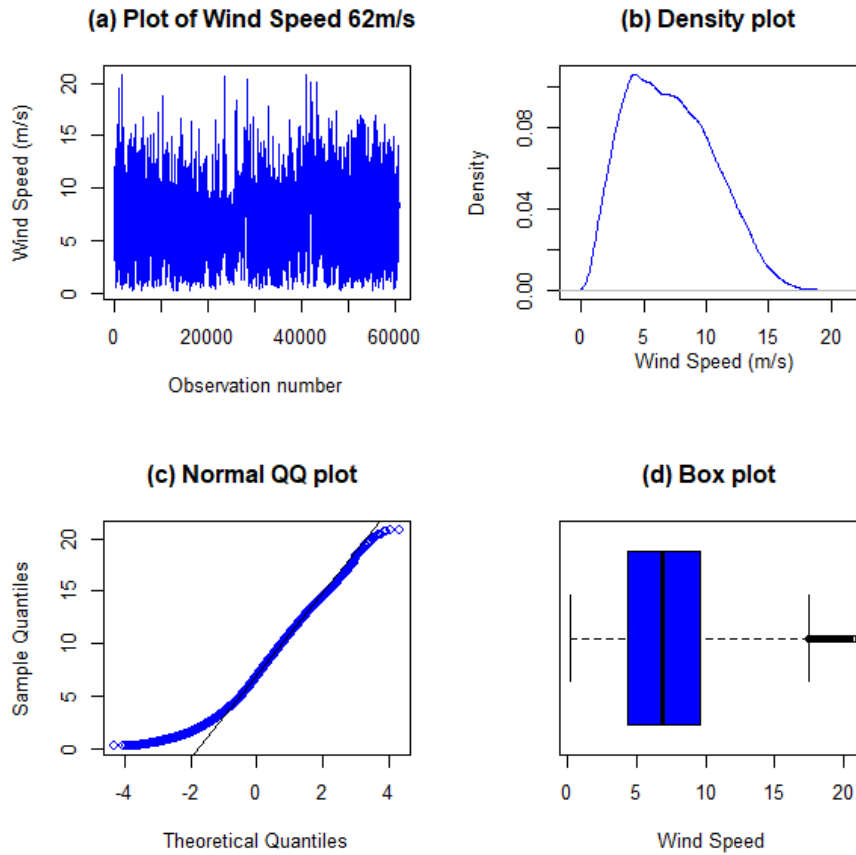 (a) Plot of Wind Speed 62m/s
Wind Speed (m/s)
20
15
10
5
0
0 20000 40000 60000
Observation number
(b) Density plot
Density
0.08
0.04
0.00
0 5 10 15 20
Wind Speed (m/s)
(c) Normal QQ plot
Sample Quantiles
20
15
10
5
0
-4 -2 0 2 4
Theoretical Quantiles
(d) Box plot
0 5 10 15 20
Wind Speed